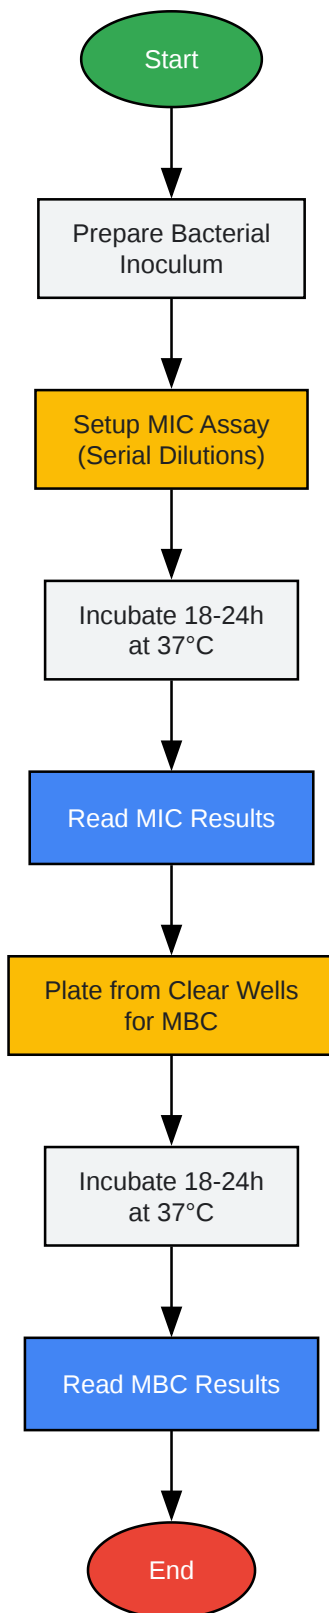 Start
Prepare Bacterial
Inoculum
Setup MIC Assay
(Serial Dilutions)
Incubate 18-24h
at 37°C
Read MIC Results
Plate from Clear Wells
for MBC
Incubate 18-24h
at 37°C
Read MBC Results
End